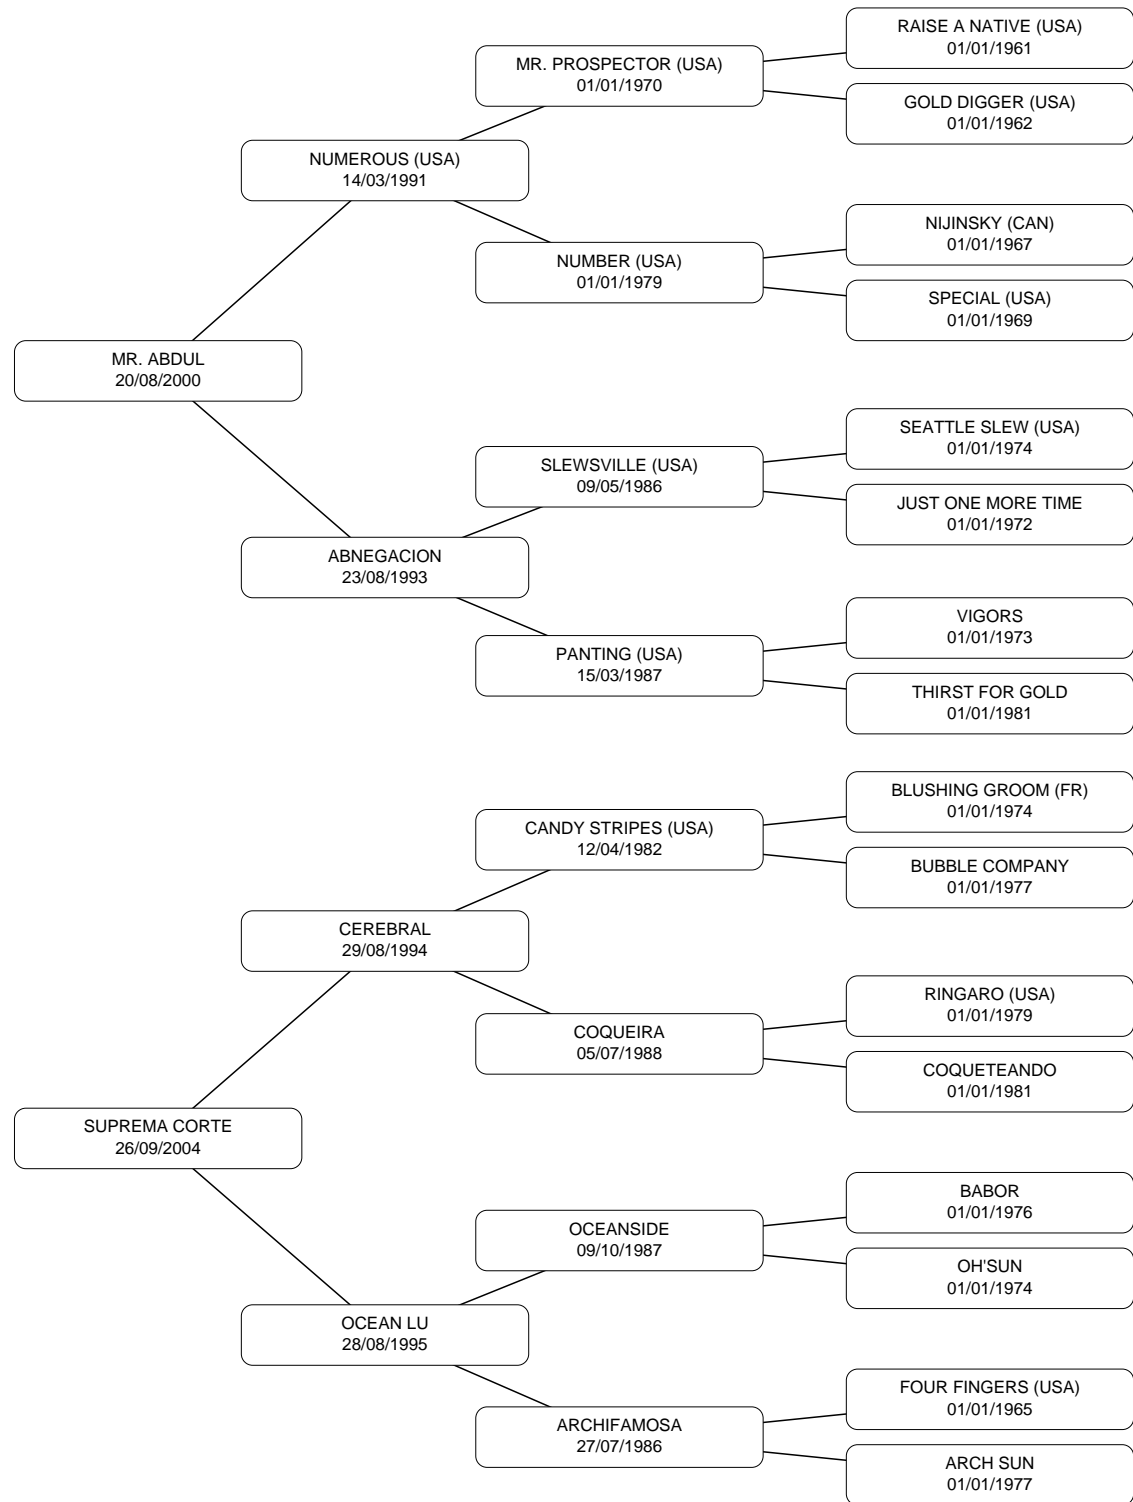 RAISE A NATIVE (USA)
01/01/1961
MR. PROSPECTOR (USA)
01/01/1970
GOLD DIGGER (USA)
01/01/1962
NUMEROUS (USA)
14/03/1991
NIJINSKY (CAN)
01/01/1967
NUMBER (USA)
01/01/1979
SPECIAL (USA)
01/01/1969
MR. ABDUL
20/08/2000
SEATTLE SLEW (USA)
01/01/1974
SLEWSVILLE (USA)
09/05/1986
JUST ONE MORE TIME
01/01/1972
ABNEGACION
23/08/1993
VIGORS
01/01/1973
PANTING (USA)
15/03/1987
THIRST FOR GOLD
01/01/1981
BLUSHING GROOM (FR)
01/01/1974
CANDY STRIPES (USA)
12/04/1982
BUBBLE COMPANY
01/01/1977
CEREBRAL
29/08/1994
RINGARO (USA)
01/01/1979
COQUEIRA
05/07/1988
COQUETEANDO
01/01/1981
SUPREMA CORTE
26/09/2004
BABOR
01/01/1976
OCEANSIDE
09/10/1987
OH'SUN
01/01/1974
OCEAN LU
28/08/1995
FOUR FINGERS (USA)
01/01/1965
ARCHIFAMOSA
27/07/1986
ARCH SUN
01/01/1977